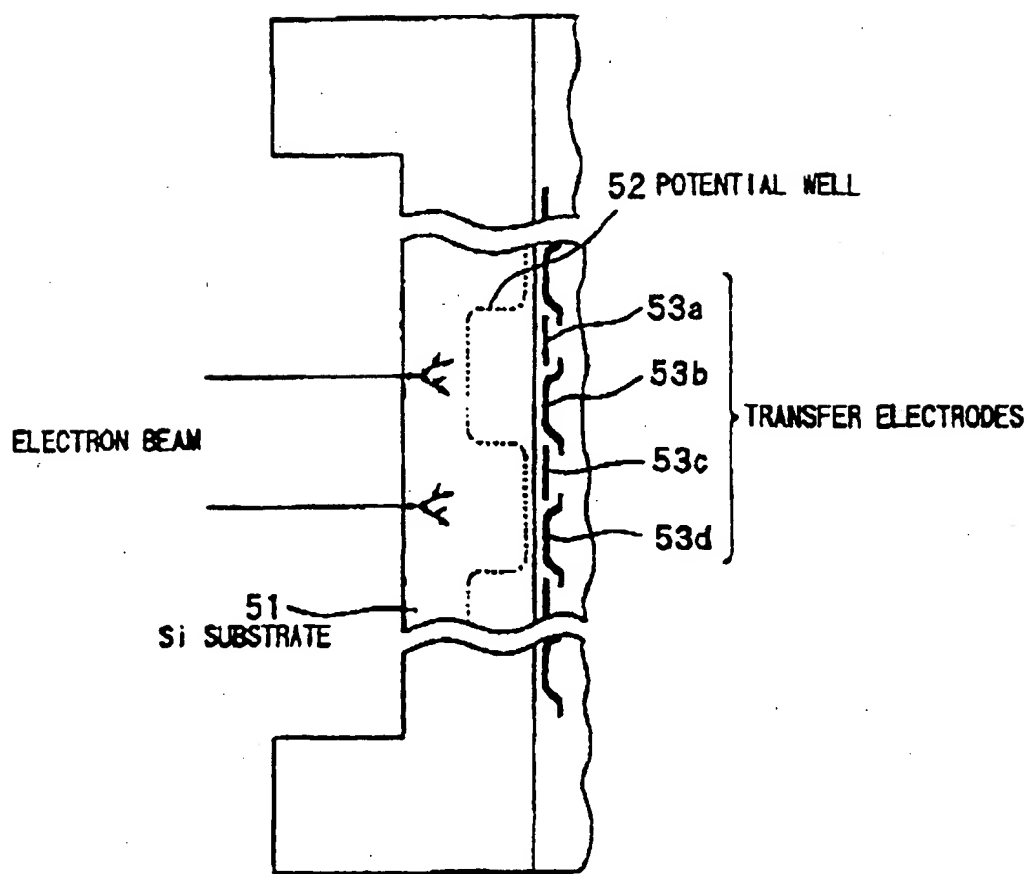 52 POTENTIAL WELL
53a
53b
TRANSFER ELECTRODES
ELECTRON BEAM
53c
53d
51
Si SUBSTRATE